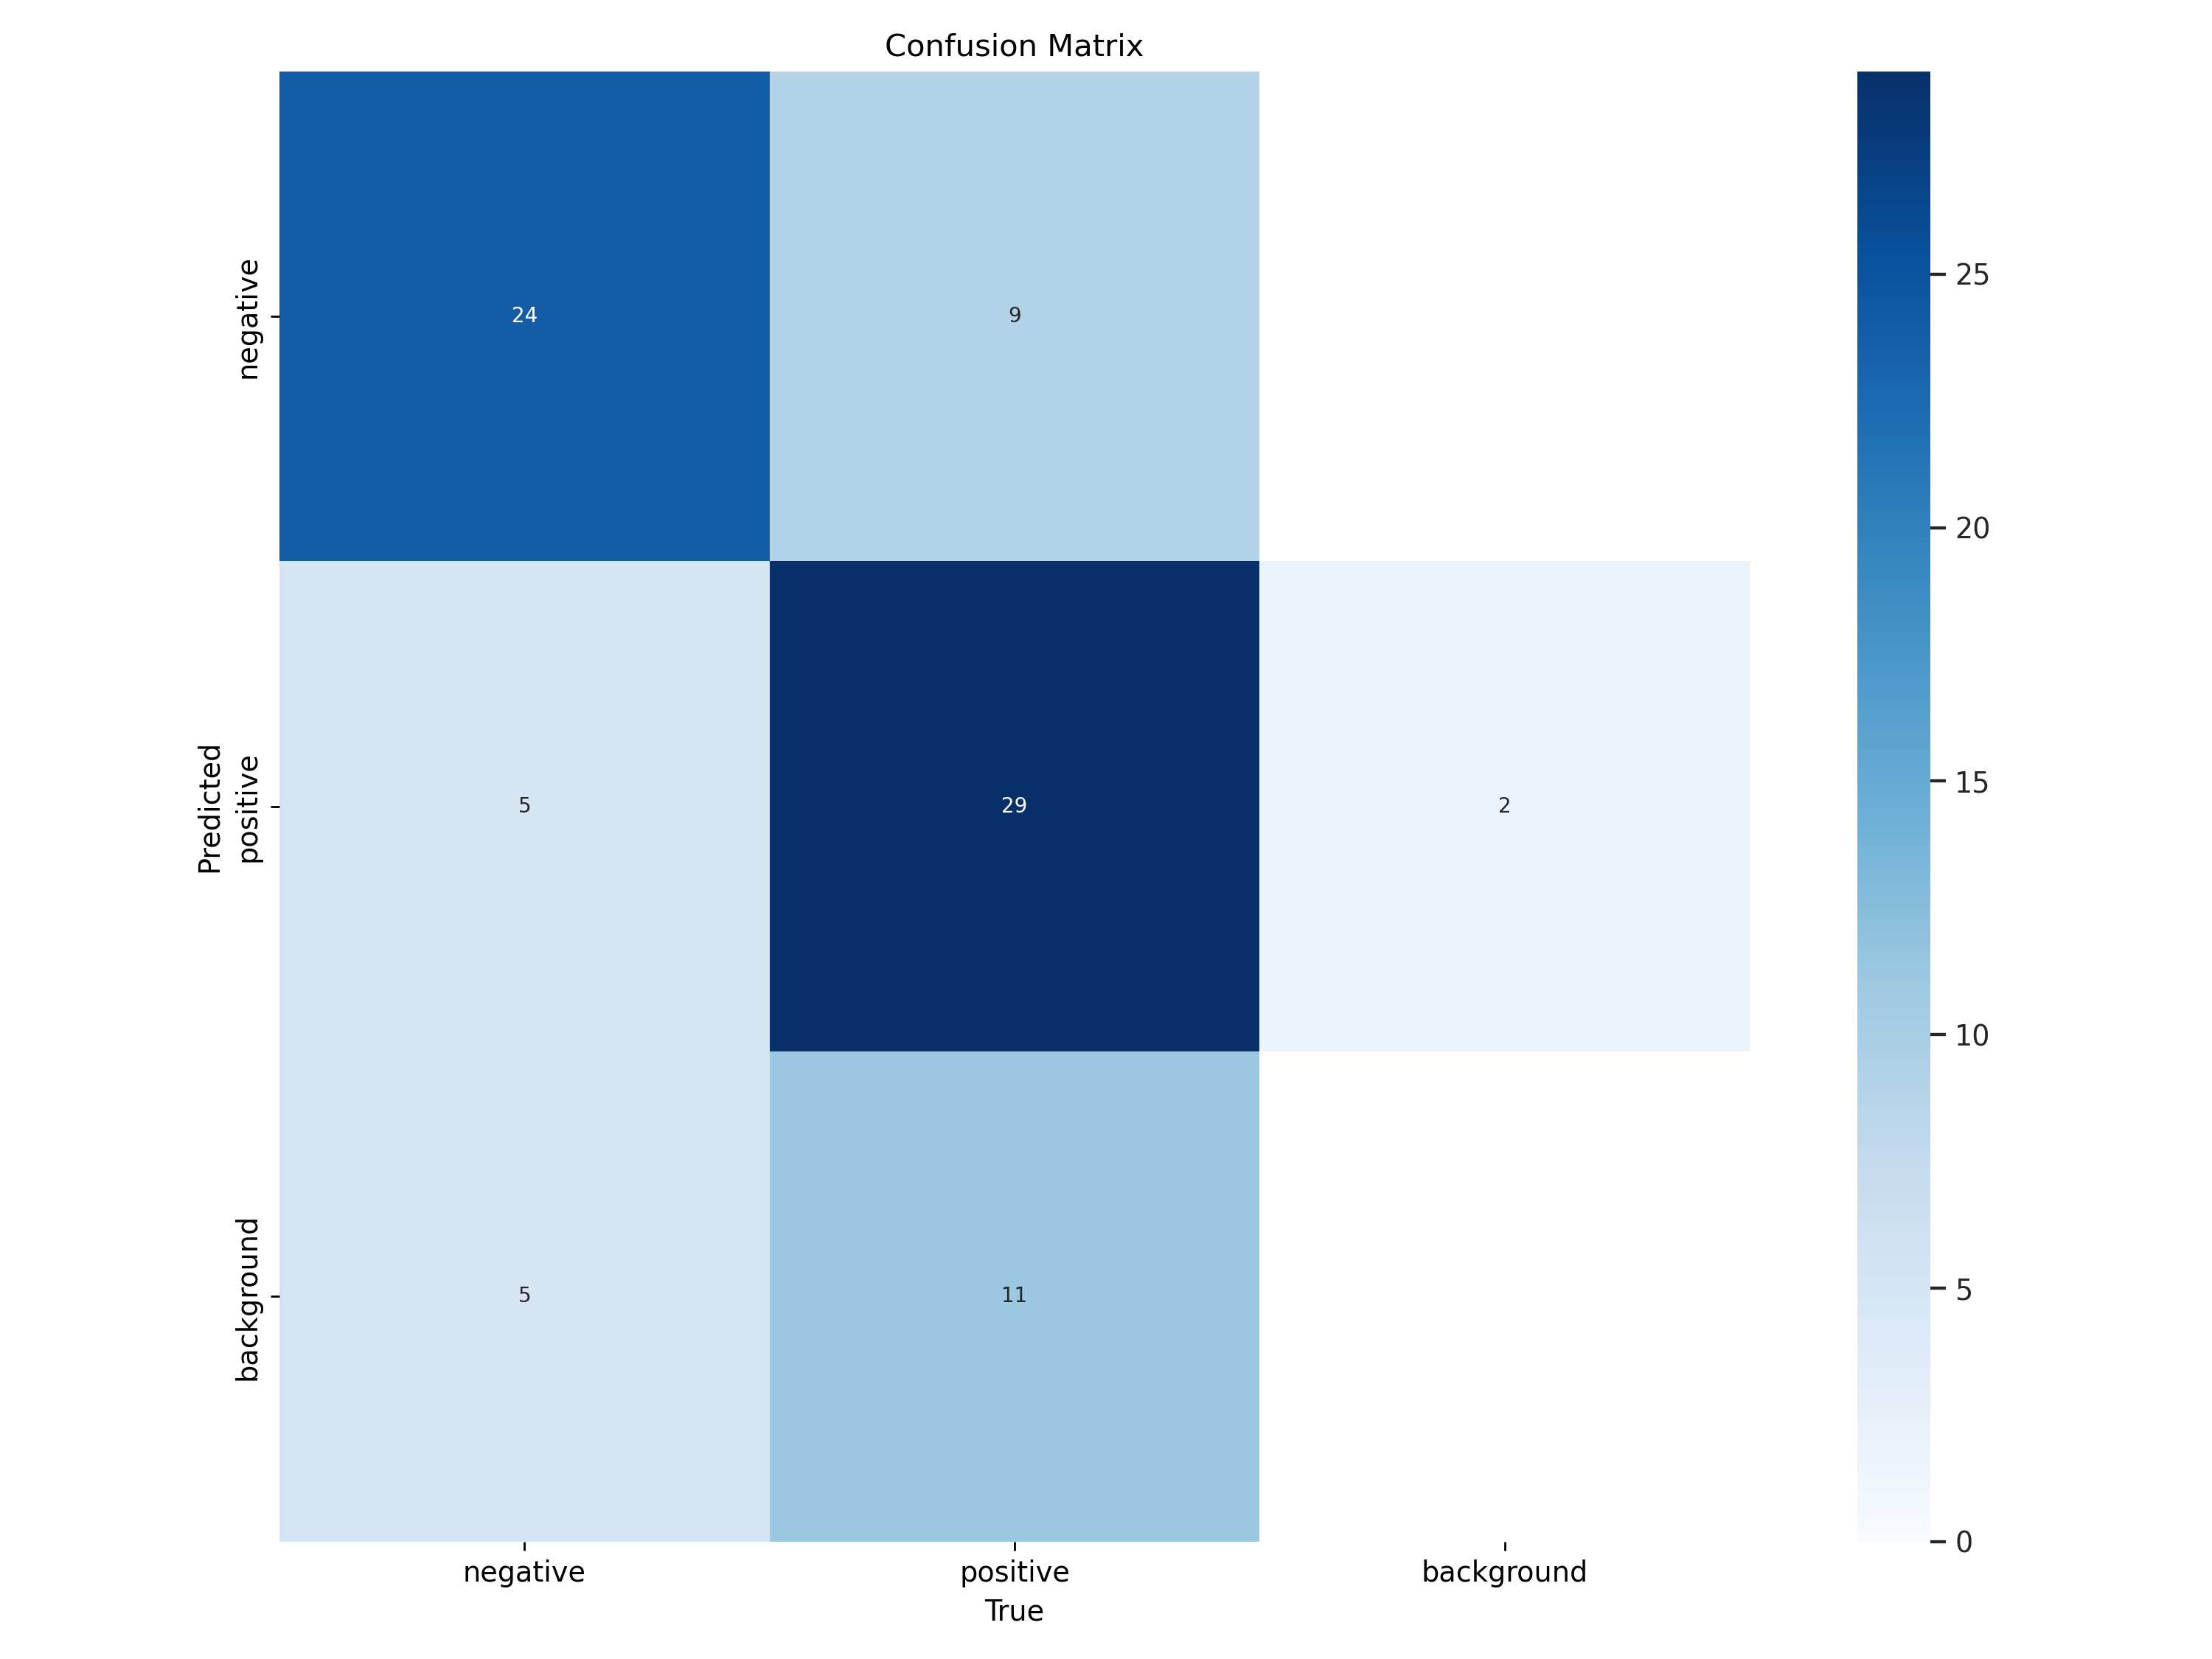 Confusion Matrix
negative
24
9
25
20
Predicted
positive
5
29
2
15
10
background
5
11
5
0
negative
positive
background
True